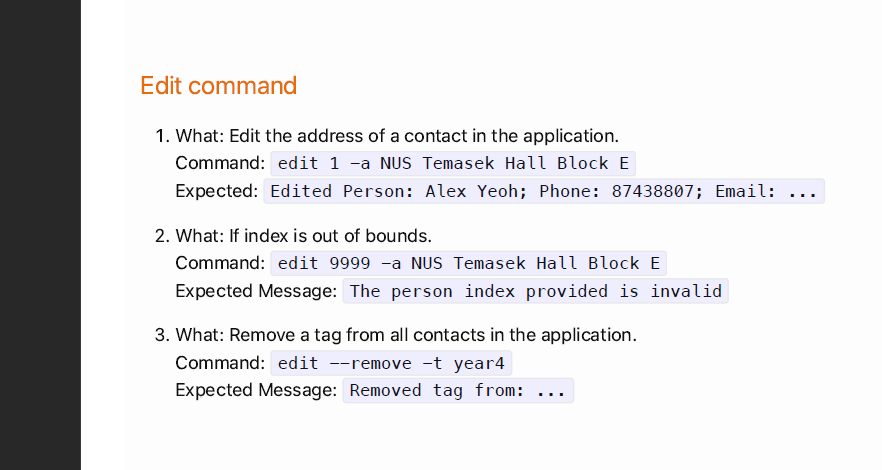 Edit command
1. What: Edit the address of a contact in the application.
Command: edit 1 -a NUS Temasek Hall Block E
Expected: Edited Person: Alex Yeoh; Phone: 87438807; Email: ...
2. What: If index is out of bounds.
Command: edit 9999 -a NUS Temasek Hall Block E
Expected Message: The person index provided is invalid
3. What: Remove a tag from all contacts in the application.
Command: edit --remove -t year4
Expected Message: Removed tag from: ...